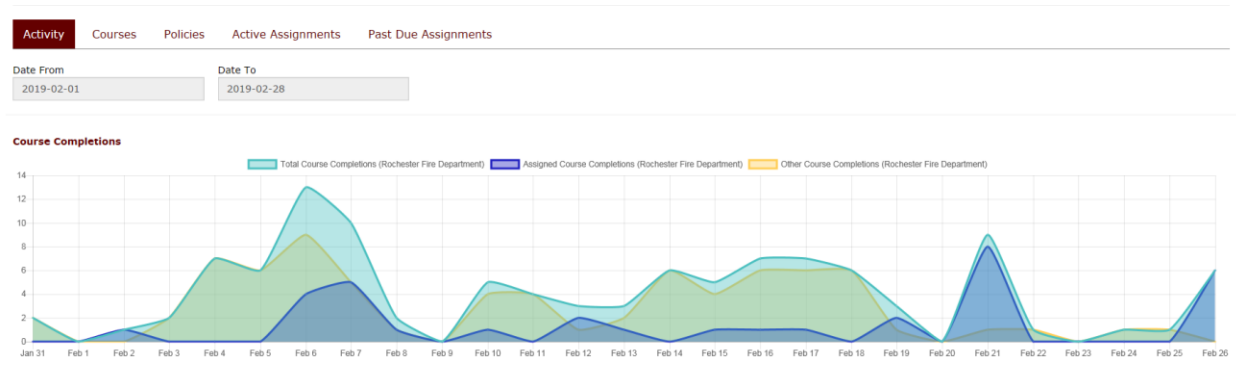 Activity Courses Policies Active Assignments Past Due Assignments
Date From Date To
2019-02-01 2019-02-28
Course Completions
Total Course Completions (Rochester Fire Department) Assigned Course Completions (Rochester Fire Department) Other Course Completions (Rochester Fire Department)
14
12
10
8
6
4
2
0
Jan 31 Feb 1 Feb 2 Feb 3 Feb 4 Feb 5 Feb 6 Feb 7 Feb 8 Feb 9 Feb 10 Feb 11 Feb 12 Feb 13 Feb 14 Feb 15 Feb 16 Feb 17 Feb 18 Feb 19 Feb 20 Feb 21 Feb 22 Feb 23 Feb 24 Feb 25 Feb 26